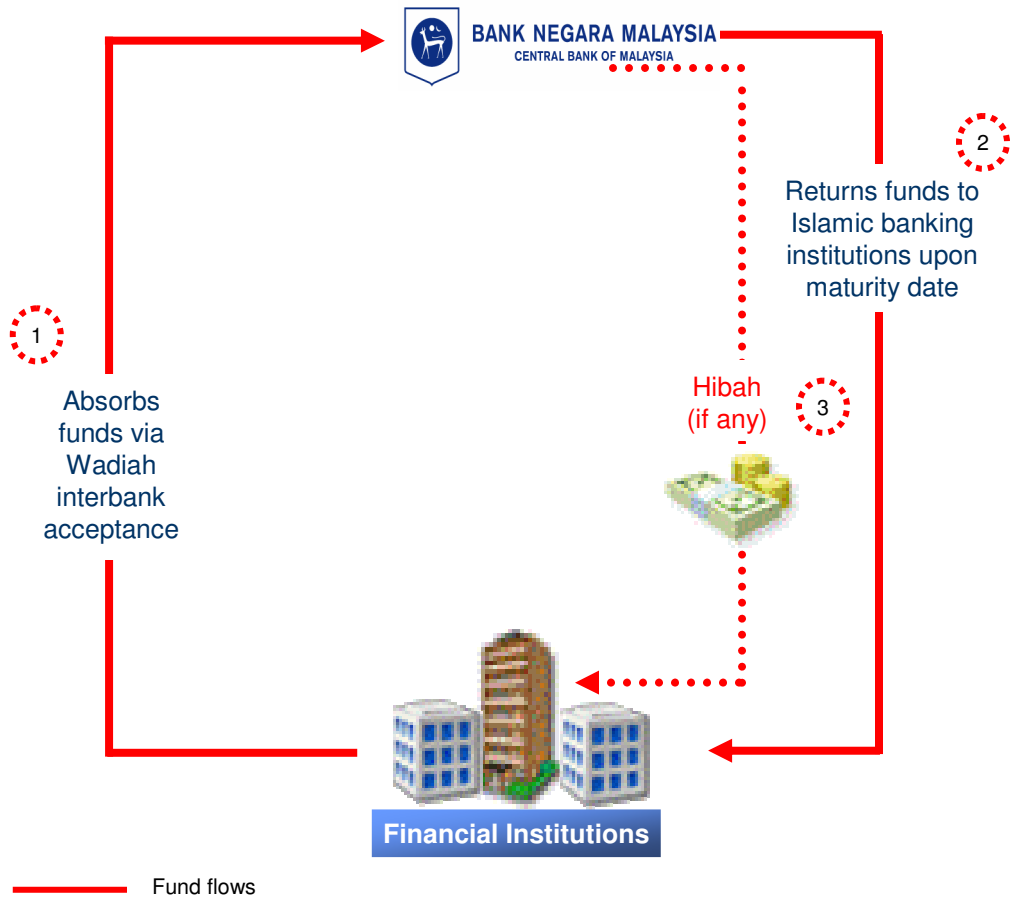 BANK NEGARA MALAYSIA
CENTRAL BANK OF MALAYSIA
1
Absorbs
funds via
Wadiah
interbank
acceptance
2
Returns funds to
Islamic banking
institutions upon
maturity date
Hibah
(if any)
3
Financial Institutions
Fund flows